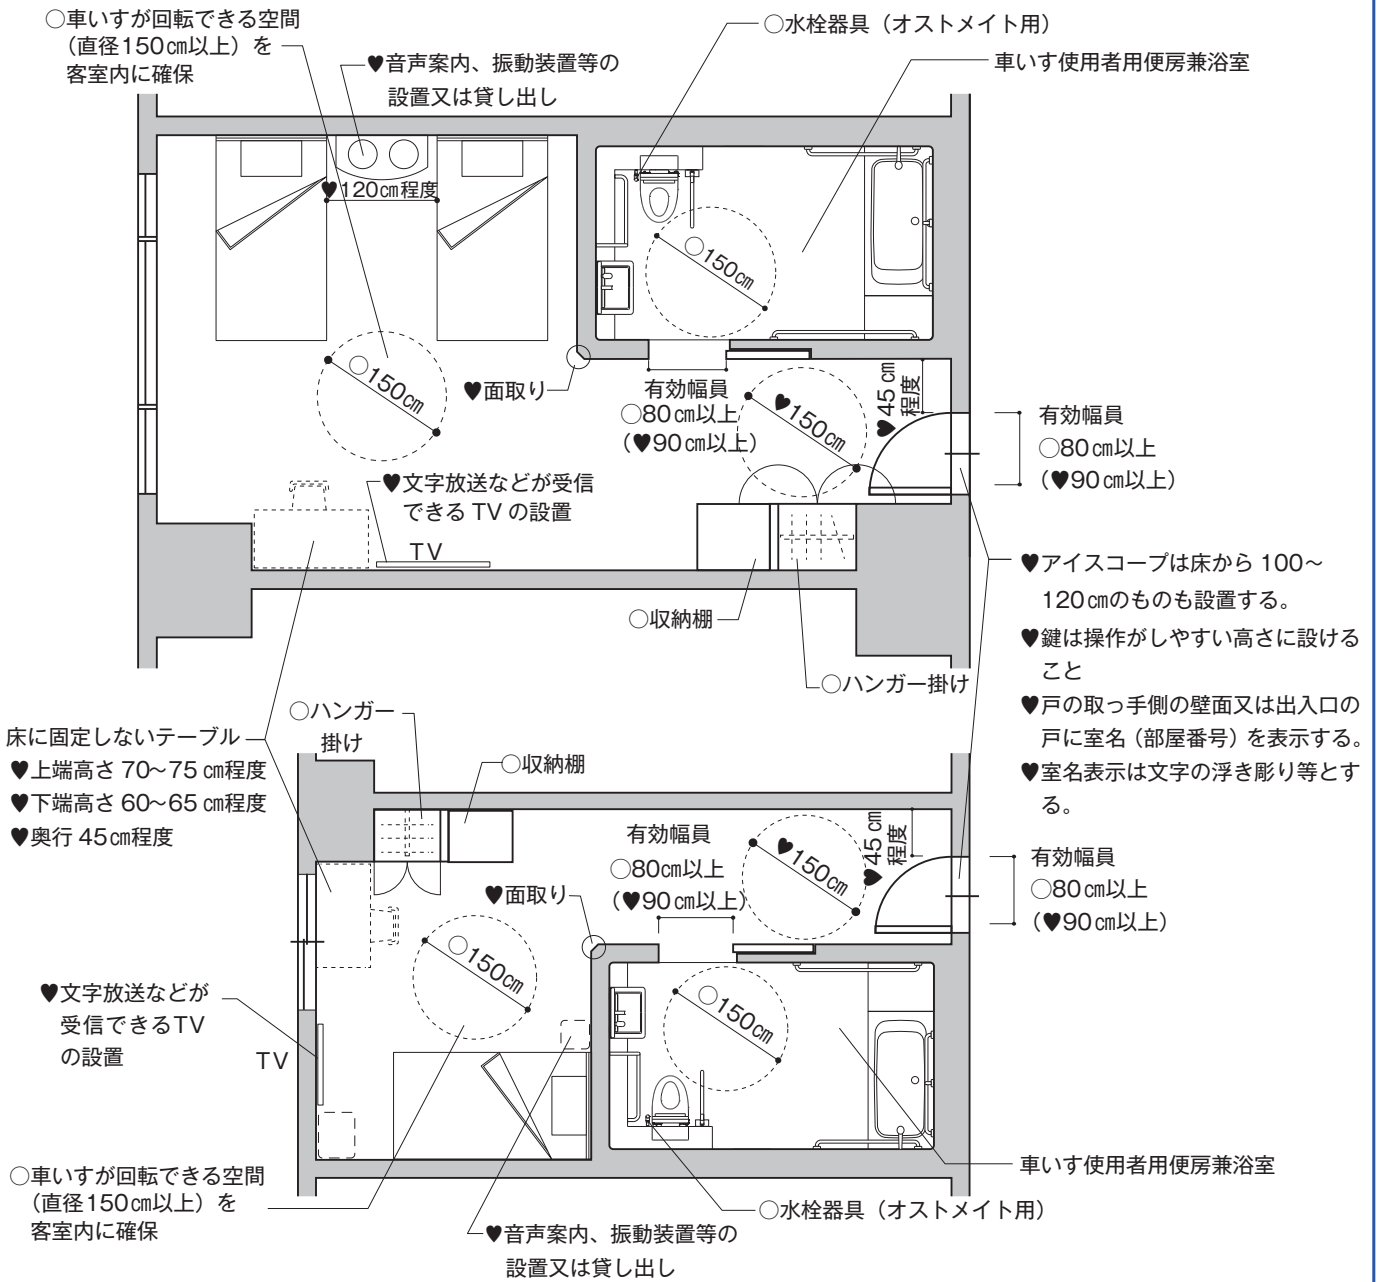 ○車いすが回転できる空間
（直径150㎝以上）を
客室内に確保
♥音声案内、振動装置等の
設置又は貸し出し
○水栓器具（オストメイト用）
車いす使用者用便房兼浴室
♥120㎝程度
○150㎝
○150㎝
♥面取り
有効幅員
○80㎝以上
（♥90㎝以上）
♥150㎝
♥45㎝
程度
有効幅員
○80㎝以上
（♥90㎝以上）
♥文字放送などが受信
できる TV の設置
TV
○収納棚
○ハンガー掛け
♥アイスコープは床から 100～
120㎝のものも設置する。
♥鍵は操作がしやすい高さに設ける
こと
♥戸の取っ手側の壁面又は出入口の
戸に室名（部屋番号）を表示する。
♥室名表示は文字の浮き彫り等とす
る。
床に固定しないテーブル
♥上端高さ 70～75 ㎝程度
♥下端高さ 60～65 ㎝程度
♥奥行 45㎝程度
○ハンガー
掛け
○収納棚
有効幅員
○80㎝以上
（♥90㎝以上）
♥150㎝
♥45㎝
程度
有効幅員
○80㎝以上
（♥90㎝以上）
♥面取り
○150㎝
○150㎝
♥文字放送などが
受信できるTV
の設置
TV
○車いすが回転できる空間
（直径150㎝以上）を
客室内に確保
♥音声案内、振動装置等の
設置又は貸し出し
○水栓器具（オストメイト用）
車いす使用者用便房兼浴室